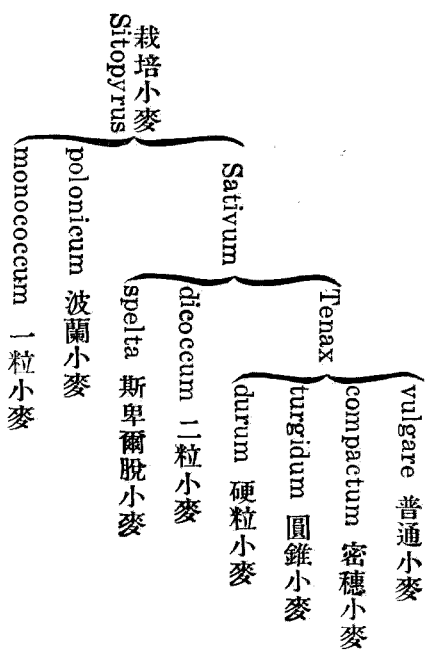 栽培小麥
Sitopyrus
Sativum
Tenax
vulgare 普通小麥
compactum 密穗小麥
turgidum 圓錐小麥
durum 硬粒小麥
dicoccum 二粒小麥
spelta 斯卑爾脫小麥
polonicum 波蘭小麥
monococcum 一粒小麥